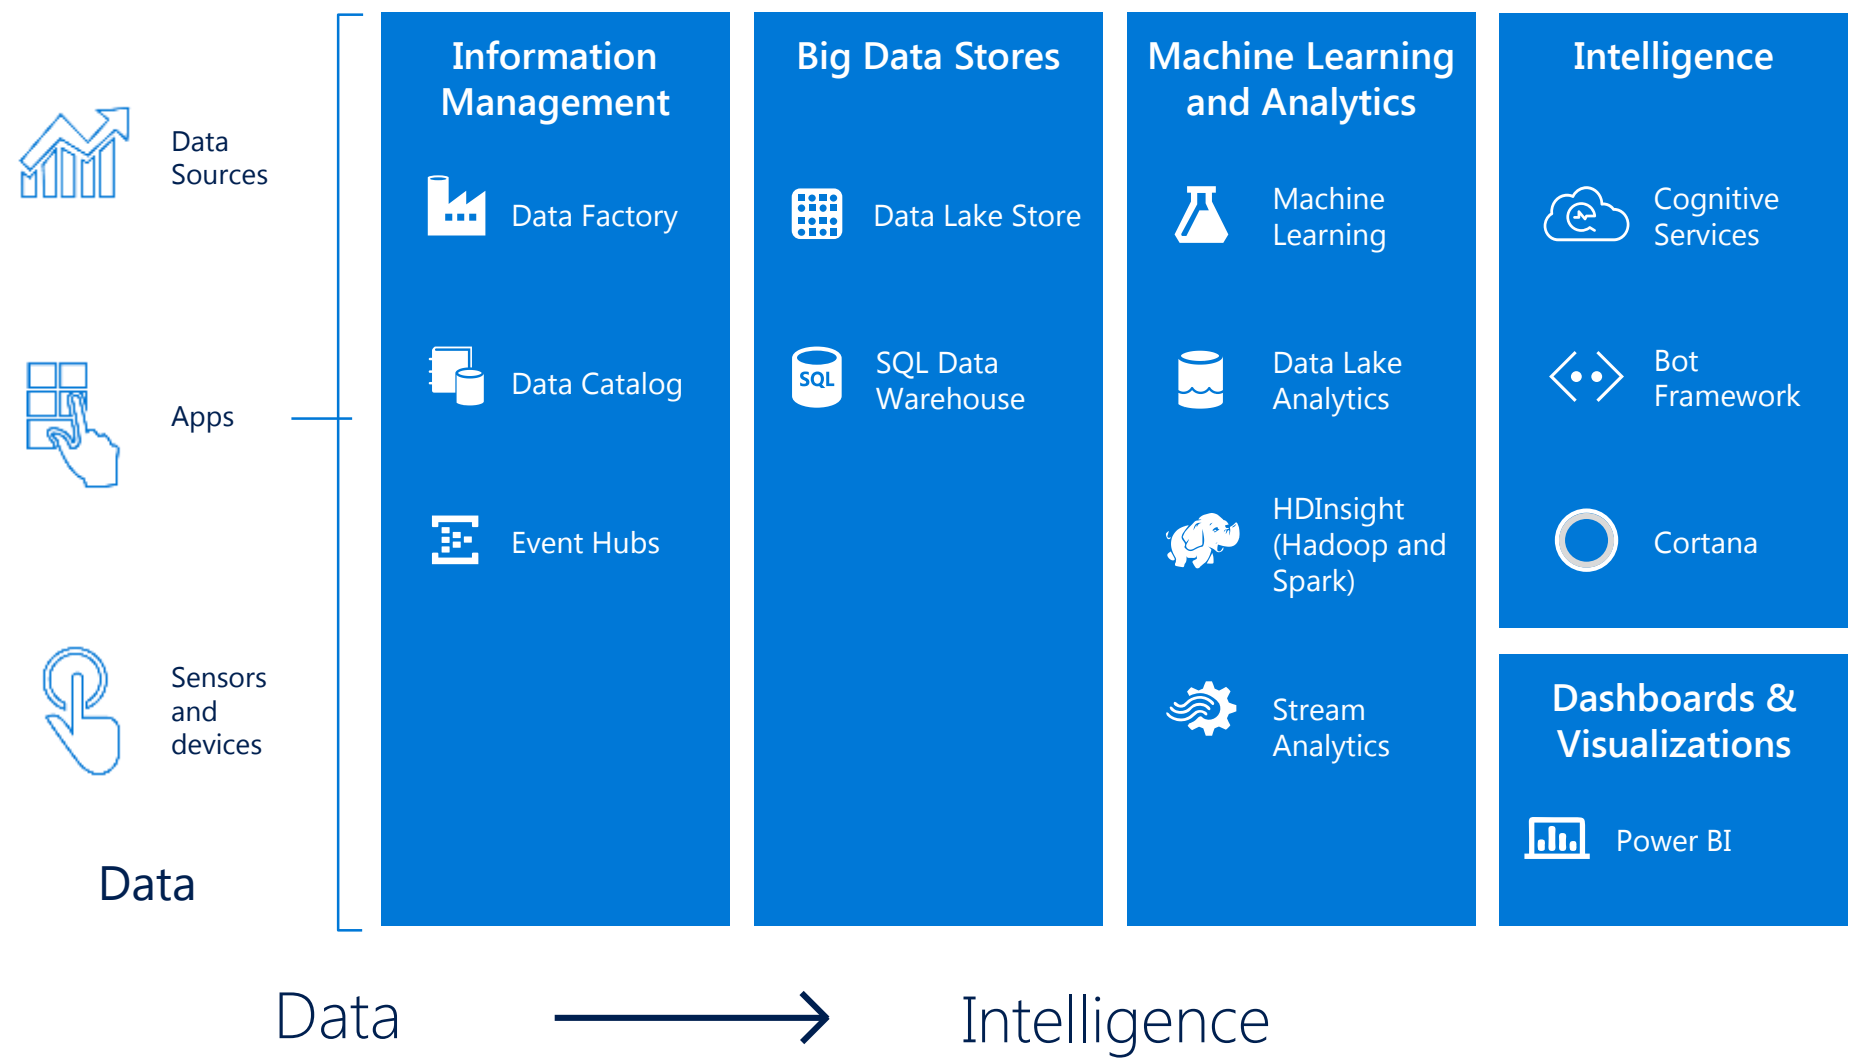 Data
Sources
Apps
Sensors
and
devices
Data
Information
Management
Data Factory
Data Catalog
Event Hubs
Big Data Stores
Data Lake Store
SQL
SQL Data
Warehouse
Machine Learning
and Analytics
Machine
Learning
Data Lake
Analytics
HDInsight
(Hadoop and
Spark)
Stream
Analytics
Intelligence
Cognitive
Services
Bot
Framework
Cortana
Dashboards &
Visualizations
Power BI
Data
Intelligence